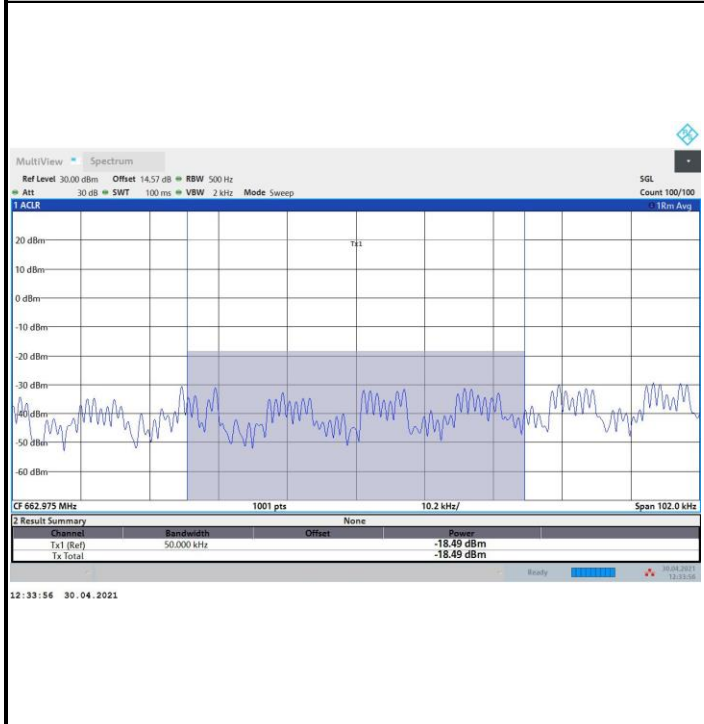 MultiView Spectrum
Ref Level 30.00 dBm Offset 14.57 dB RBW 500 Hz SGL
Att 30 dB SWT 100 ms VBW 2 kHz Mode Sweep Count 100/100
1 ACLR 1Rm Avg
Tx1
20 dBm
10 dBm
0 dBm
-10 dBm
-20 dBm
-30 dBm
-40 dBm
-50 dBm
-60 dBm
CF 662.975 MHz 1001 pts 10.2 kHz/ Span 102.0 kHz
2 Result Summary None
Channel Bandwidth Offset Power
Tx1 (Ref) 50.000 kHz -18.49 dBm
Tx Total -18.49 dBm
Ready 30.04.2021
12:33:56
12:33:56 30.04.2021